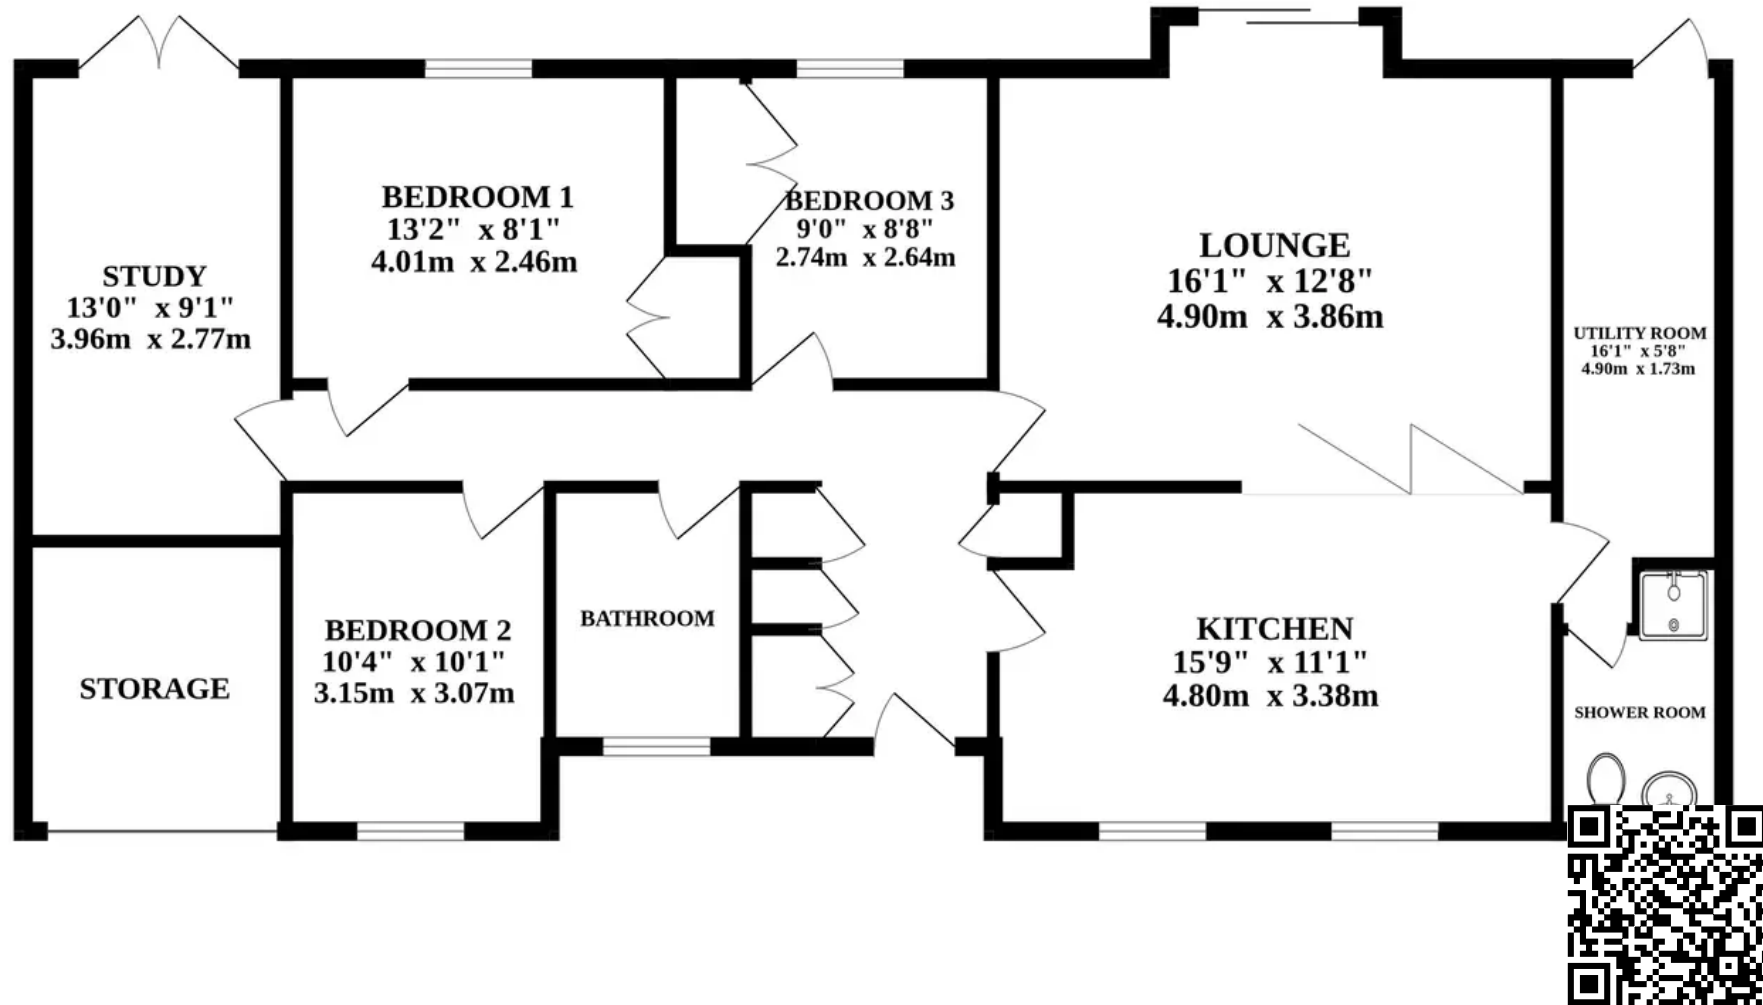 STUDY
13'0"  x 9'1"
3.96m  x 2.77m
BEDROOM 1
13'2"  x 8'1"
4.01m  x 2.46m
BEDROOM 3
9'0"  x 8'8"
2.74m  x 2.64m
LOUNGE
16'1"  x 12'8"
4.90m  x 3.86m
UTILITY ROOM
16'1"  x 5'8"
4.90m  x 1.73m
STORAGE
BEDROOM 2
10'4"  x 10'1"
3.15m  x 3.07m
BATHROOM
KITCHEN
15'9"  x 11'1"
4.80m  x 3.38m
SHOWER ROOM